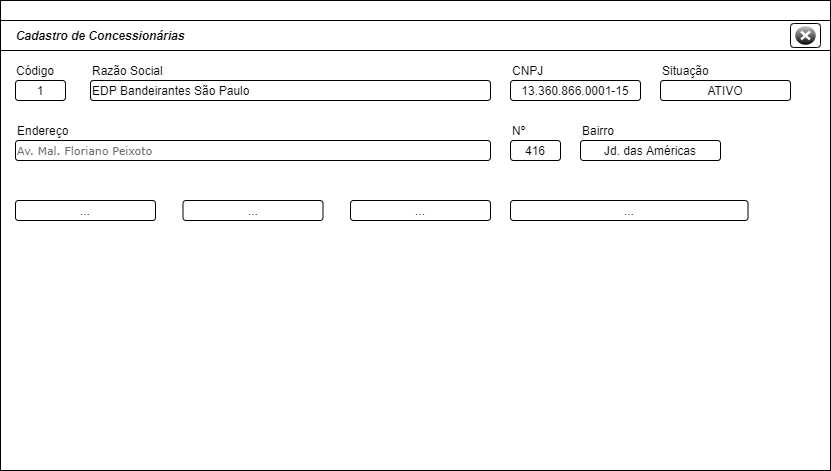 Cadastro de Concessionárias
Código Razão Social CNPJ Situação
1 EDP Bandeirantes São Paulo 13.360.866.0001-15 ATIVO
Endereço Nº Bairro
Av. Mal. Floriano Peixoto 416 Jd. das Américas
... ... ... ...